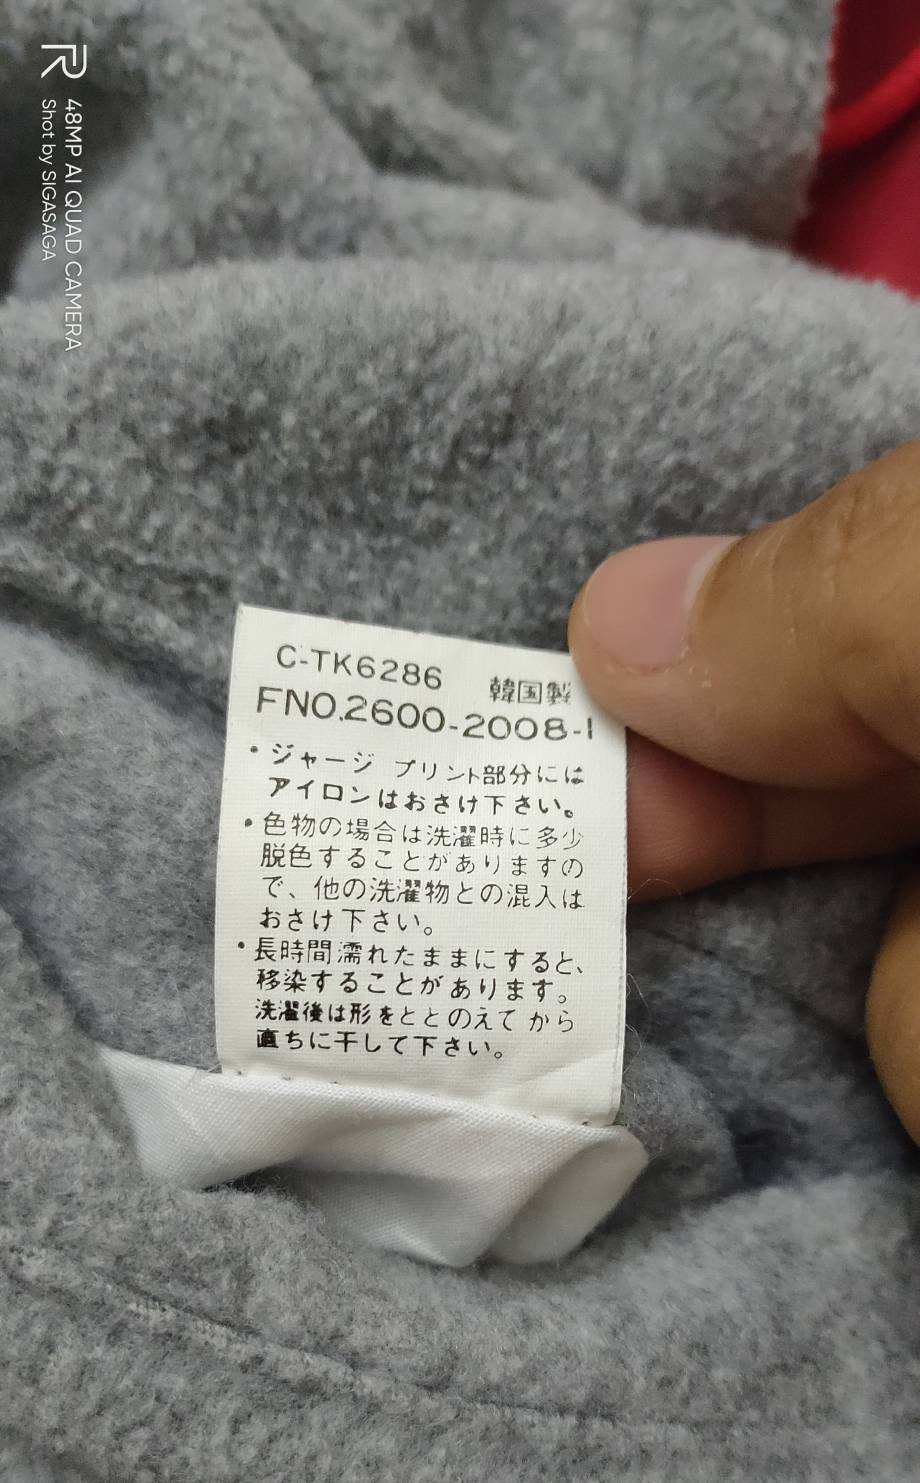 48MP AI QUAD CAMERA
Shot by SIGASAGA
C-TK6286 韓国製
FNO.2600-2008-1
・ジャージ プリント部分には
アイロンはおさけ下さい。
・色物の場合は洗濯時に多少
脱色することがありますの
で、他の洗濯物との混入は
おさけ下さい。
・長時間濡れたままにすると、
移染することが あります。
洗濯後は形をととのえて から
直ちに干して下さい。